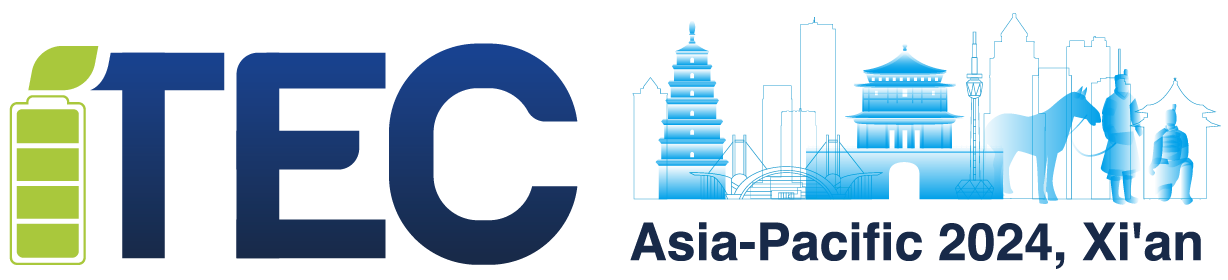 iTEC
Asia-Pacific 2024, Xi'an